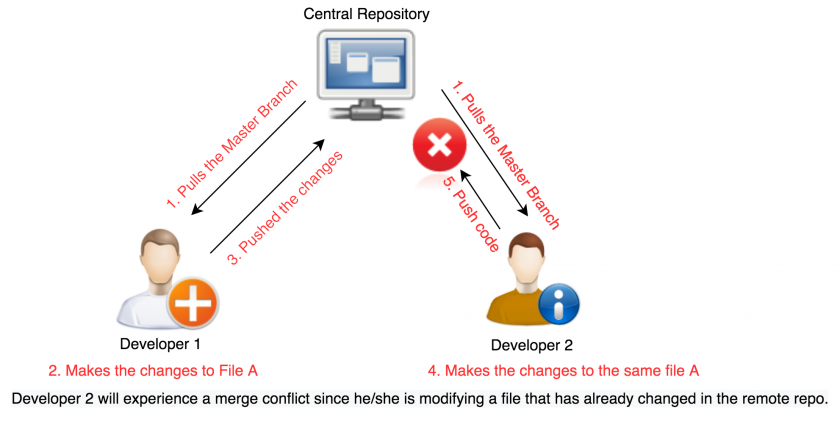 Central Repository
1. Pulls the Master Branch
1. Pulls the Master Branch
3. Pushed the changes
5. Push code
Developer 1
Developer 2
2. Makes the changes to File A
4. Makes the changes to the same file A
Developer 2 will experience a merge conflict since he/she is modifying a file that has already changed in the remote repo.